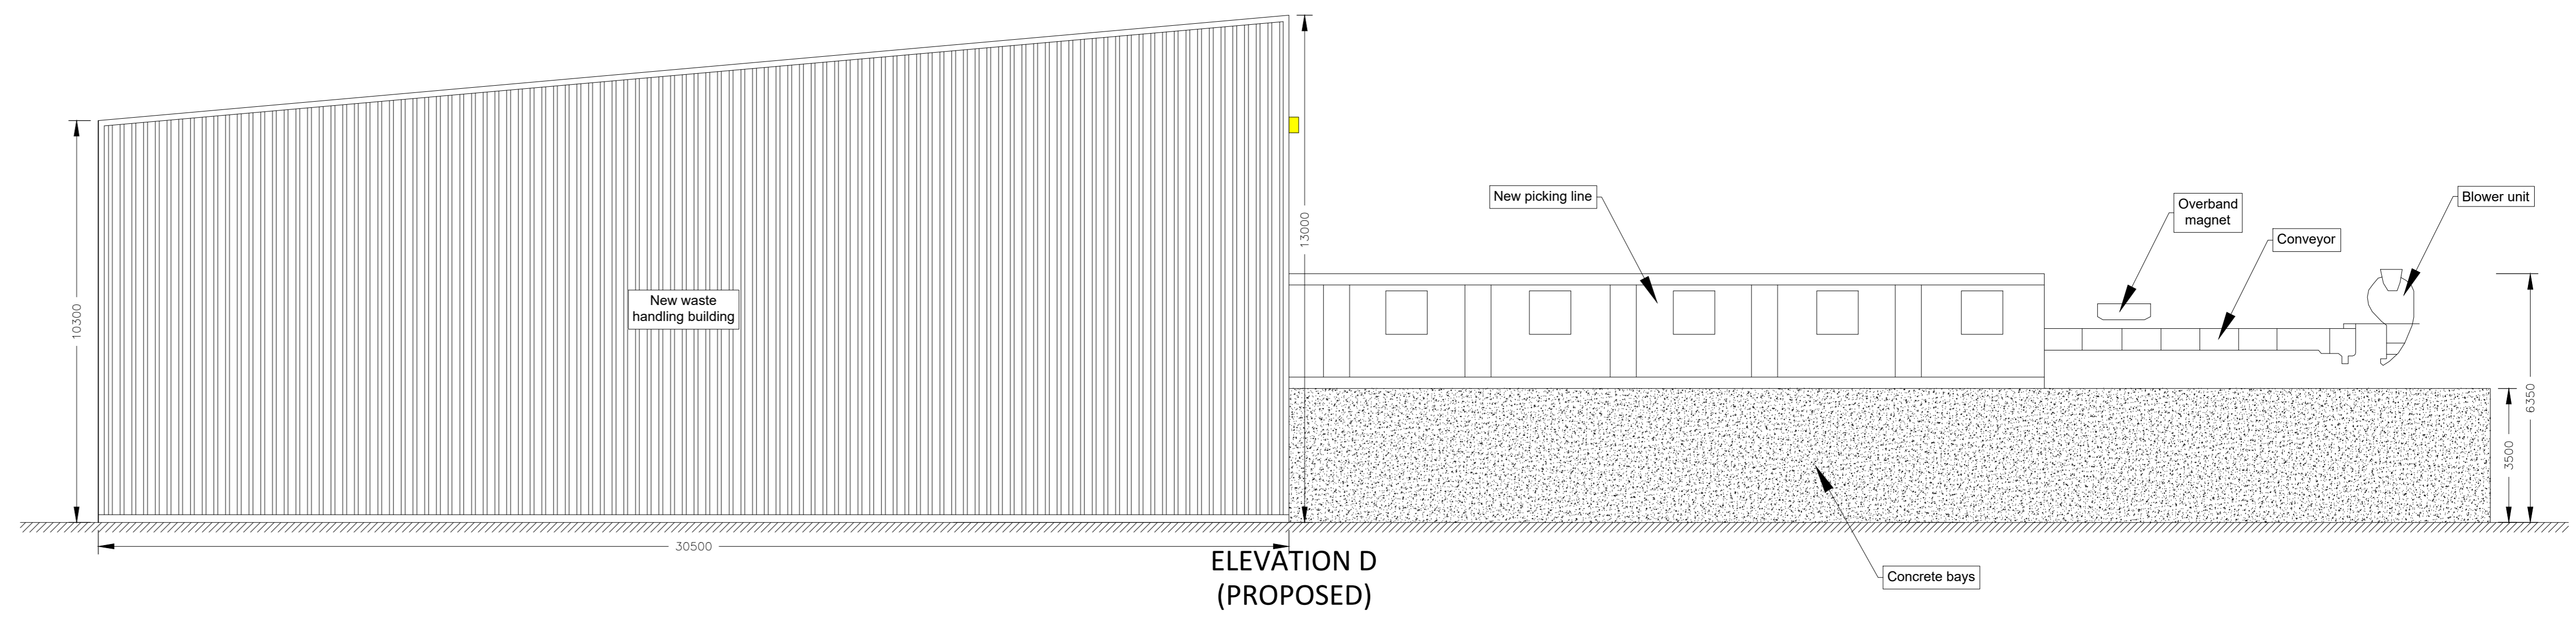 New picking line
Overband
magnet
Blower unit
Conveyor
13000
10300
New waste
handling building
6350
3500
30500
ELEVATION D
(PROPOSED)
Concrete bays